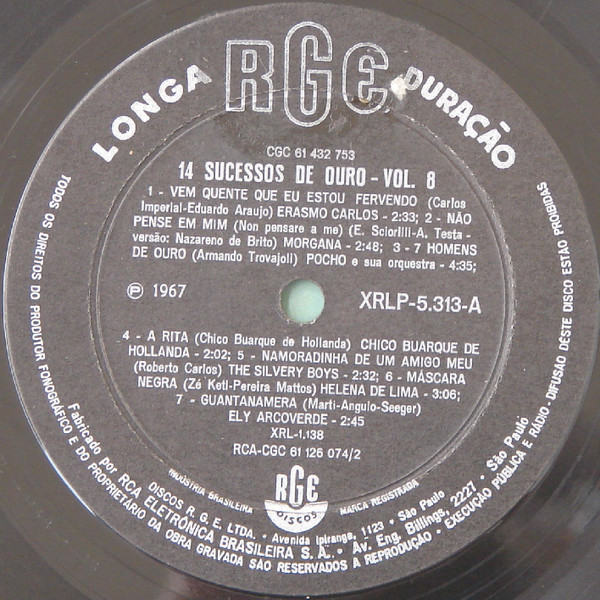 LONGA RGE DURAÇÃO
CGC 61 432 753
14 SUCESSOS DE OURO - VOL. 8
1 - VEM QUENTE QUE EU ESTOU FERVENDO (Carlos
Imperial-Eduardo Araujo) ERASMO CARLOS - 2:33; 2 - NÃO
PENSE EM MIM (Non pensare a me) (E. Sciorilli-A. Testa -
versão: Nazareno de Brito) MORGANA - 2:48; 3 - 7 HOMENS
DE OURO (Armando Trovajoli) POCHO e sua orquestra - 4:35;
℗ 1967
XRLP-5.313-A
4 - A RITA (Chico Buarque de Hollanda) CHICO BUARQUE DE
HOLLANDA - 2:02; 5 - NAMORADINHA DE UM AMIGO MEU
(Roberto Carlos) THE SILVERY BOYS - 2:32; 6 - MÁSCARA
NEGRA (Zé Keti-Pereira Mattos) HELENA DE LIMA - 3:06;
7 - GUANTANAMERA (Marti-Angulo-Seeger)
ELY ARCOVERDE - 2:45
XRL-1.138
RCA-CGC 61 126 074/2
INDÚSTRIA BRASILEIRA
RGE
DISCOS
MARCA REGISTRADA
DISCOS R. G. E. LTDA. - Avenida Ipiranga, 1123 - São Paulo
Fabricado por RCA ELETRÔNICA BRASILEIRA S. A. - Av. Eng. Billings, 2227 - São Paulo
TODOS OS DIREITOS DO PRODUTOR FONOGRÁFICO E DO PROPRIETÁRIO DA OBRA GRAVADA SÃO RESERVADOS A REPRODUÇÃO - EXECUÇÃO PUBLICA E RÁDIO - DIFUSAO DESTE DISCO ESTÃO PROIBIDAS